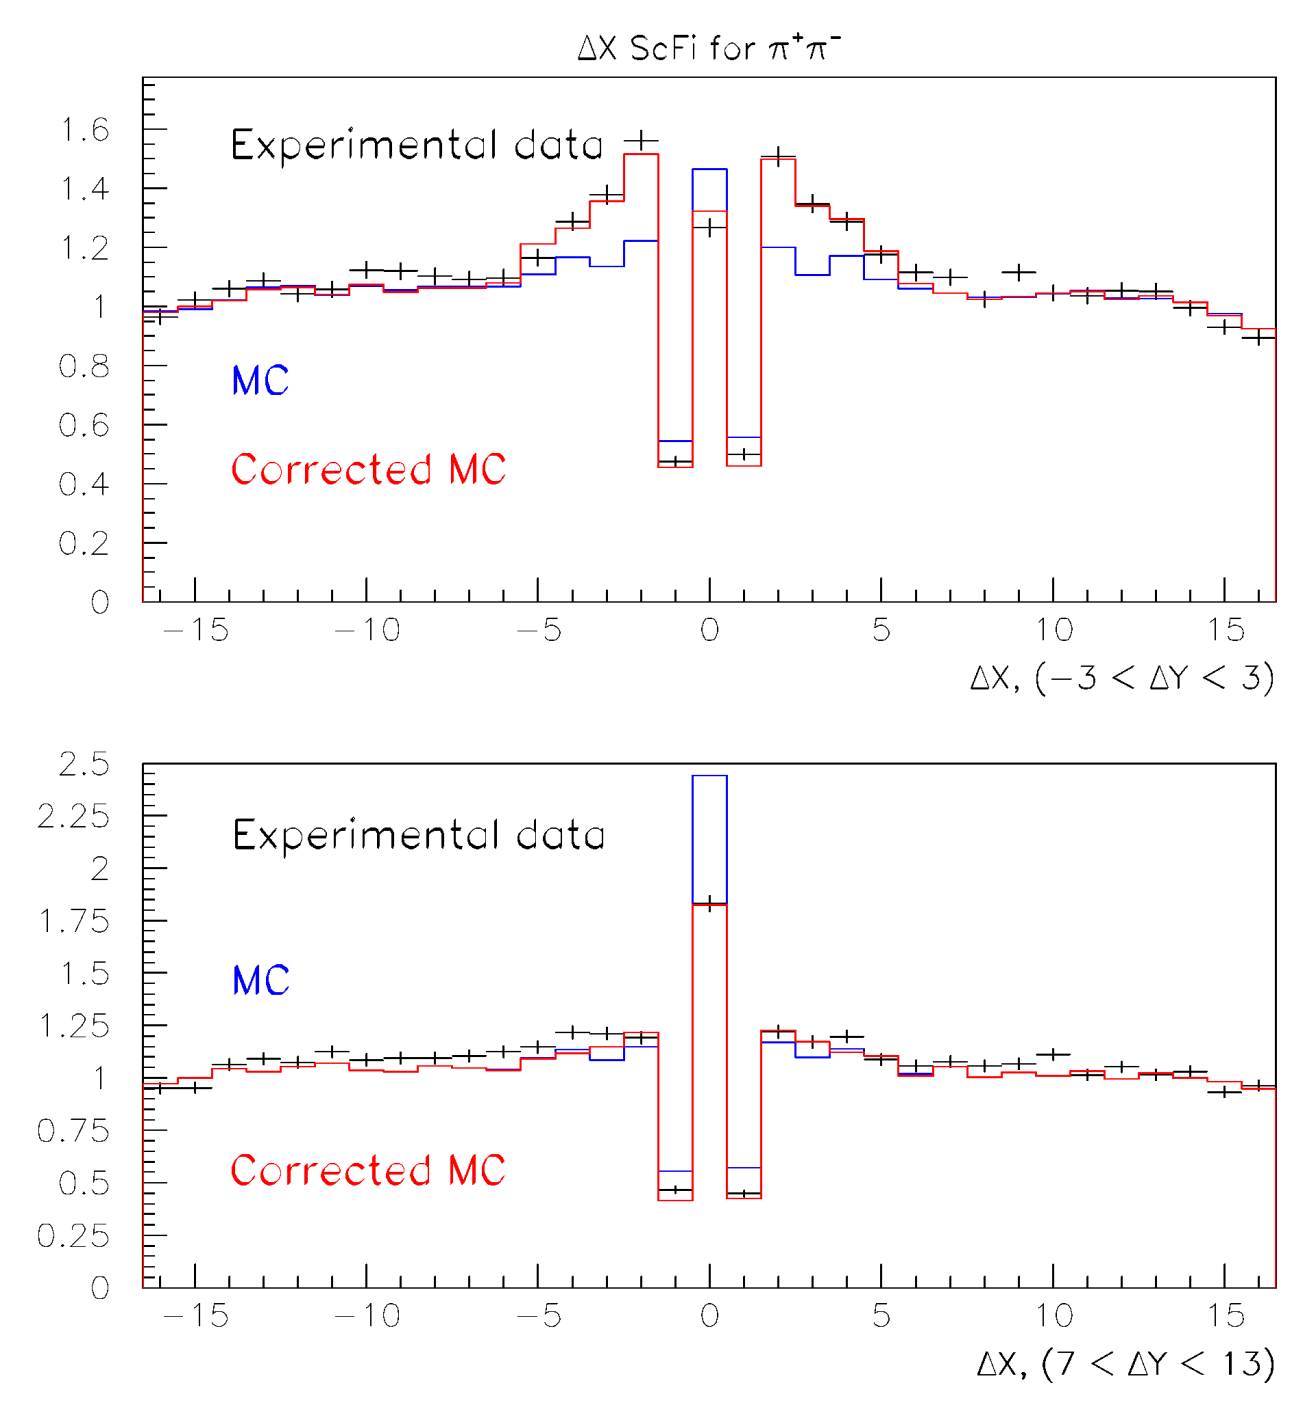 ΔX ScFi for π⁺π⁻
1.6
Experimental data
1.4
1.2
1
0.8
MC
0.6
Corrected MC
0.4
0.2
0
−15 −10 −5 0 5 10 15
ΔX, (−3 < ΔY < 3)
2.5
2.25
Experimental data
2
1.75
1.5
MC
1.25
1
0.75
Corrected MC
0.5
0.25
0
−15 −10 −5 0 5 10 15
ΔX, (7 < ΔY < 13)